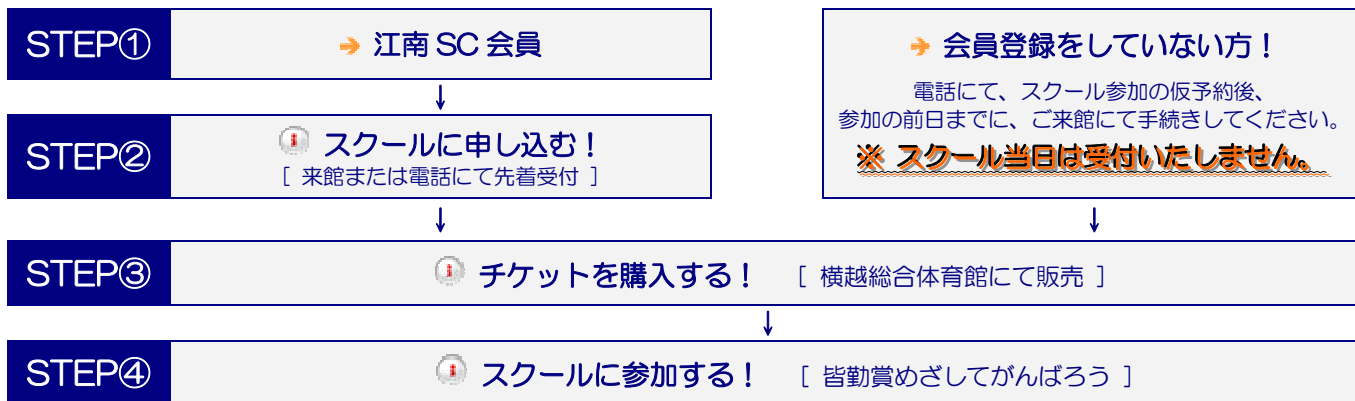 STEP①
→ 江南 SC 会員
↓
STEP②
スクールに申し込む！
［ 来館または電話にて先着受付 ］
↓
→ 会員登録をしていない方！
電話にて、スクール参加の仮予約後、
参加の前日までに、ご来館にて手続きしてください。
※ スクール当日は受付いたしません。
↓
STEP③
チケットを購入する！ ［ 横越総合体育館にて販売 ］
↓
STEP④
スクールに参加する！ ［ 皆勤賞めざしてがんばろう ］